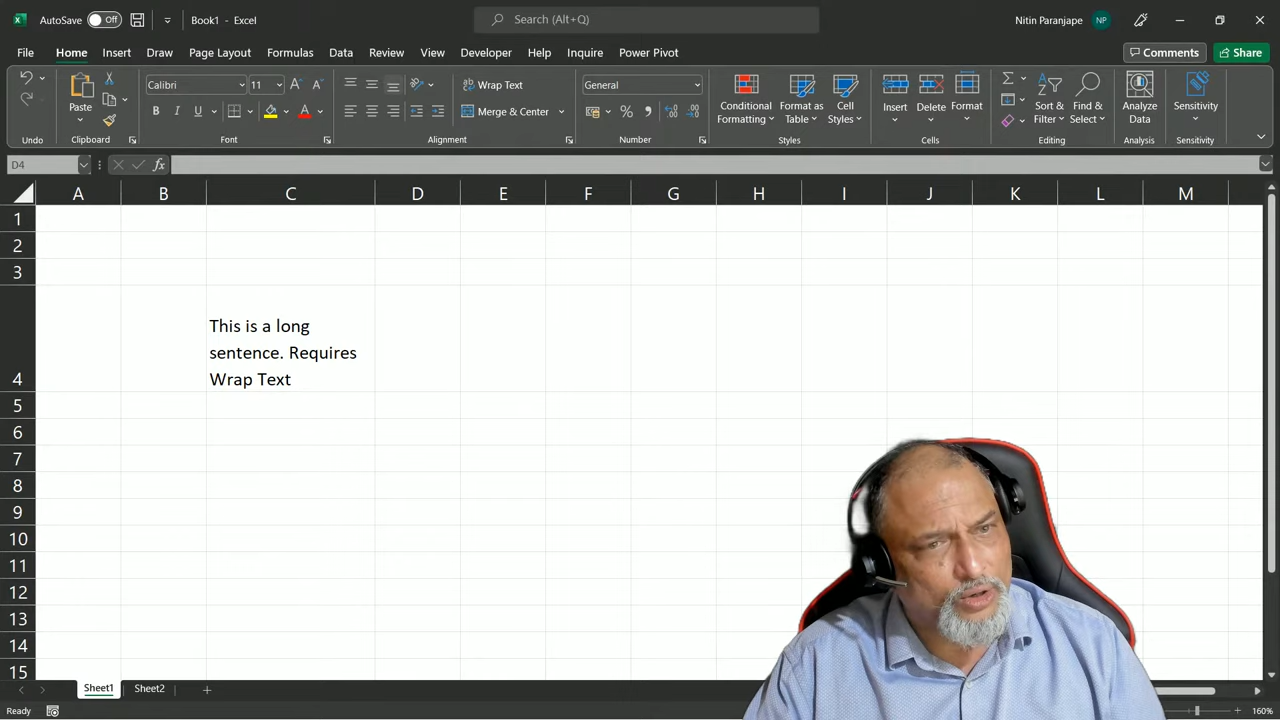 AutoSave Off Book1 - Excel Search (Alt+Q) Nitin Paranjape NP
File Home Insert Draw Page Layout Formulas Data Review View Developer Help Inquire Power Pivot Comments Share
Calibri 11 Wrap Text General
Paste B I U Merge & Center % Conditional Formatting Format as Table Cell Styles Insert Delete Format Sort & Filter Find & Select Analyze Data Sensitivity
Undo Clipboard Font Alignment Number Styles Cells Editing Analysis Sensitivity
D4 fx
A B C D E F G H I J K L M
1
2
3
This is a long
sentence. Requires
4 Wrap Text
5
6
7
8
9
10
11
12
13
14
15
Sheet1 Sheet2
Ready 160%